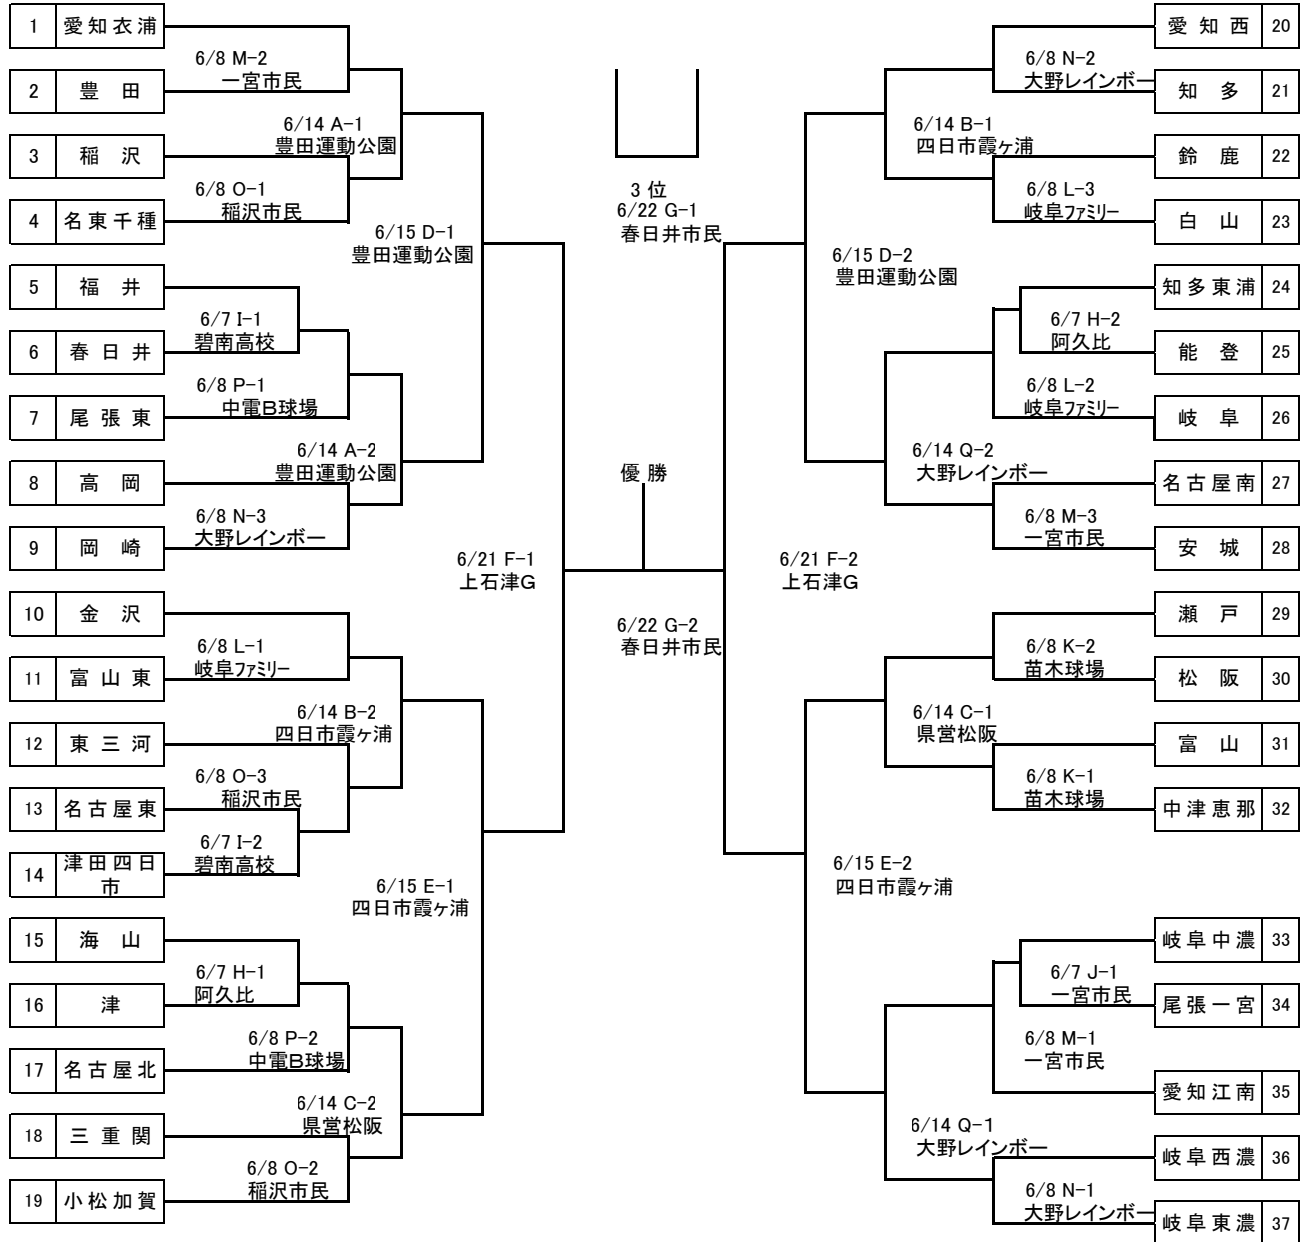 1 愛知衣浦
6/8 M-2
一宮市民
2 豊田
6/14 A-1
豊田運動公園
3 稲沢
6/8 O-1
稲沢市民
4 名東千種
6/15 D-1
豊田運動公園
5 福井
6/7 I-1
碧南高校
6 春日井
6/8 P-1
中電B球場
7 尾張東
6/14 A-2
豊田運動公園
8 高岡
6/8 N-3
大野レインボー
9 岡崎
6/21 F-1
上石津G
10 金沢
6/8 L-1
岐阜ファミリー
11 富山東
6/14 B-2
四日市霞ヶ浦
12 東三河
6/8 O-3
稲沢市民
13 名古屋東
6/7 I-2
碧南高校
14 津田四日
市
6/15 E-1
四日市霞ヶ浦
15 海山
6/7 H-1
阿久比
16 津
6/8 P-2
中電B球場
17 名古屋北
6/14 C-2
県営松阪
18 三重関
6/8 O-2
稲沢市民
19 小松加賀
3位
6/22 G-1
春日井市民
優勝
6/22 G-2
春日井市民
愛知西 20
6/8 N-2
大野レインボー
知多 21
6/14 B-1
四日市霞ヶ浦
鈴鹿 22
6/8 L-3
岐阜ファミリー
白山 23
6/15 D-2
豊田運動公園
知多東浦 24
6/7 H-2
阿久比
能登 25
6/8 L-2
岐阜ファミリー
岐阜 26
6/14 Q-2
大野レインボー
名古屋南 27
6/8 M-3
一宮市民
安城 28
6/21 F-2
上石津G
瀬戸 29
6/8 K-2
苗木球場
松阪 30
6/14 C-1
県営松阪
富山 31
6/8 K-1
苗木球場
中津恵那 32
6/15 E-2
四日市霞ヶ浦
岐阜中濃 33
6/7 J-1
一宮市民
尾張一宮 34
6/8 M-1
一宮市民
愛知江南 35
6/14 Q-1
大野レインボー
岐阜西濃 36
6/8 N-1
大野レインボー
岐阜東濃 37